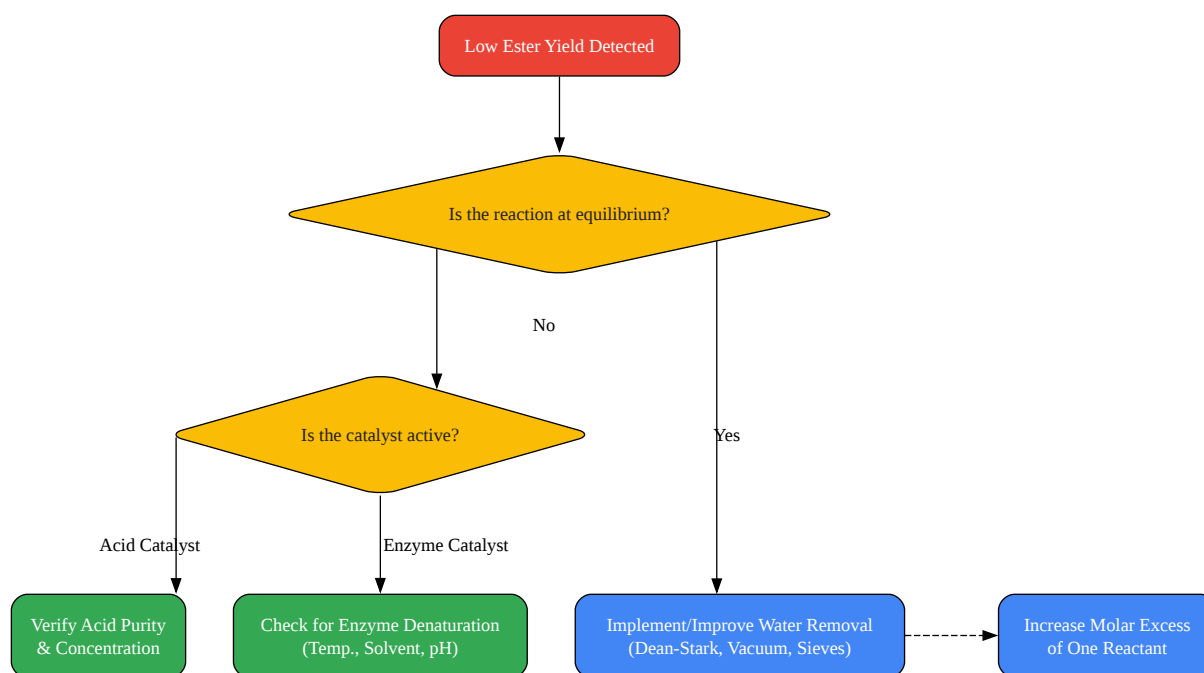 Low Ester Yield Detected
Is the reaction at equilibrium?
No
Is the catalyst active?
Yes
Acid Catalyst
Enzyme Catalyst
Verify Acid Purity
& Concentration
Check for Enzyme Denaturation
(Temp., Solvent, pH)
Implement/Improve Water Removal
(Dean-Stark, Vacuum, Sieves)
Increase Molar Excess
of One Reactant